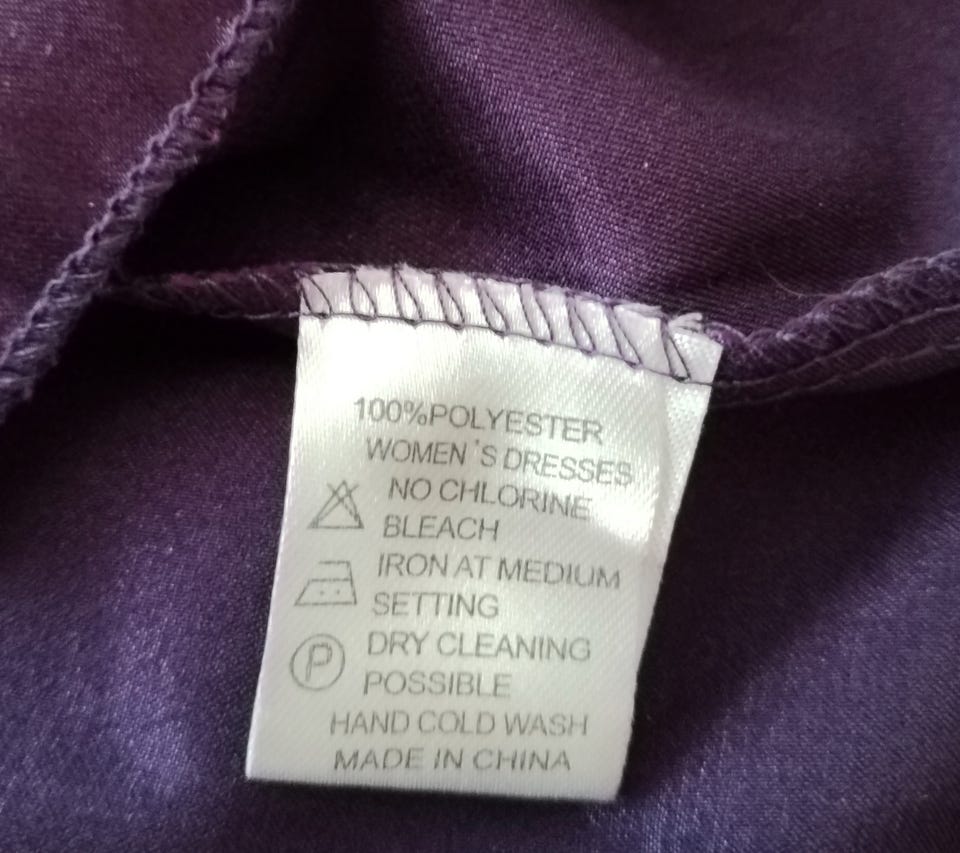 100%POLYESTER
WOMEN'S DRESSES
NO CHLORINE
BLEACH
IRON AT MEDIUM
SETTING
P DRY CLEANING
POSSIBLE
HAND COLD WASH
MADE IN CHINA